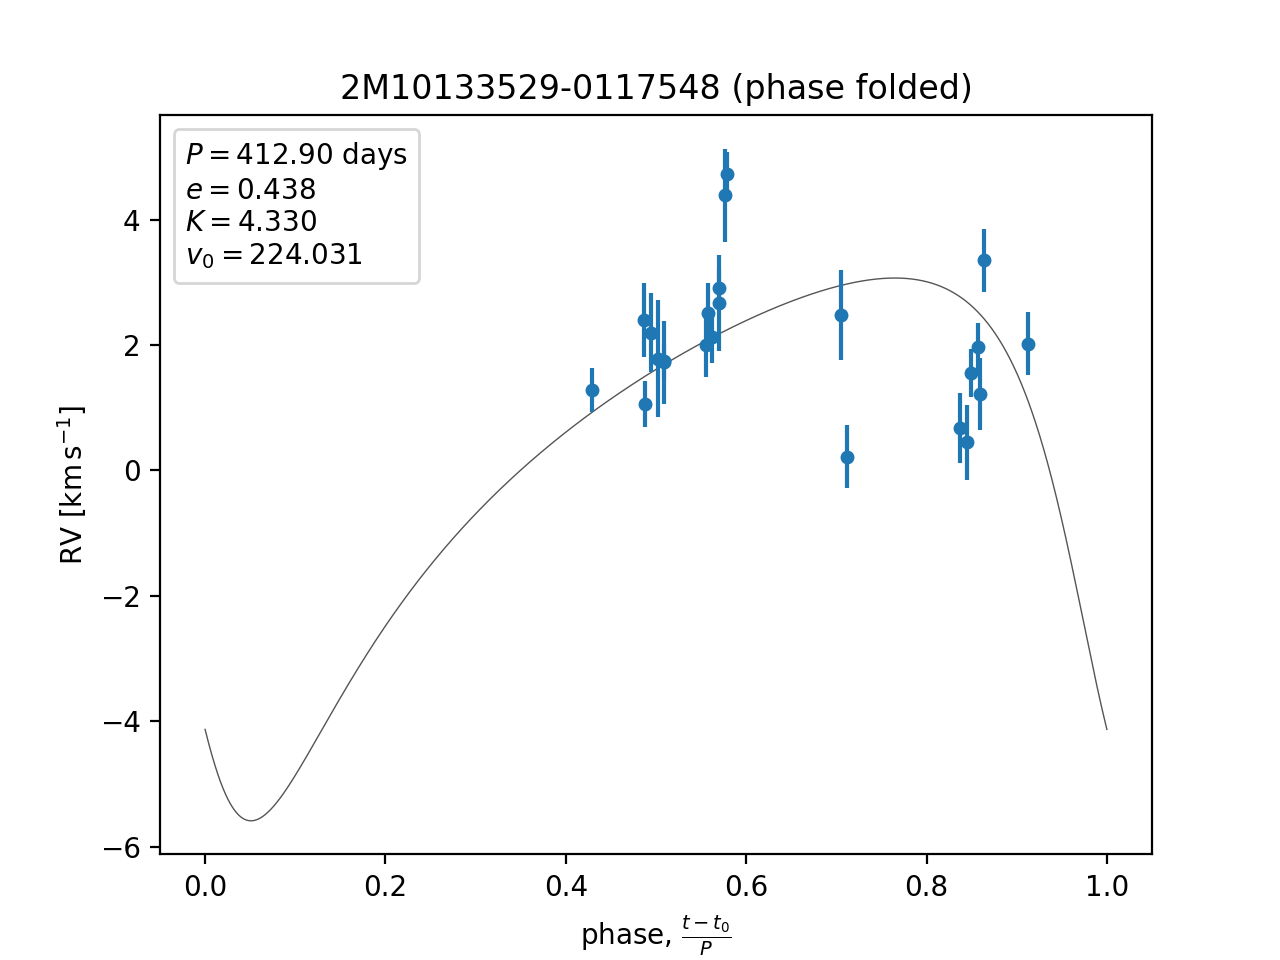 2M10133529-0117548 (phase folded)
P = 412.90 days
e = 0.438
K = 4.330
v₀ = 224.031
4
2
0
−2
−4
−6
RV [km s⁻¹]
0.0 0.2 0.4 0.6 0.8 1.0
phase, (t − t₀)/P